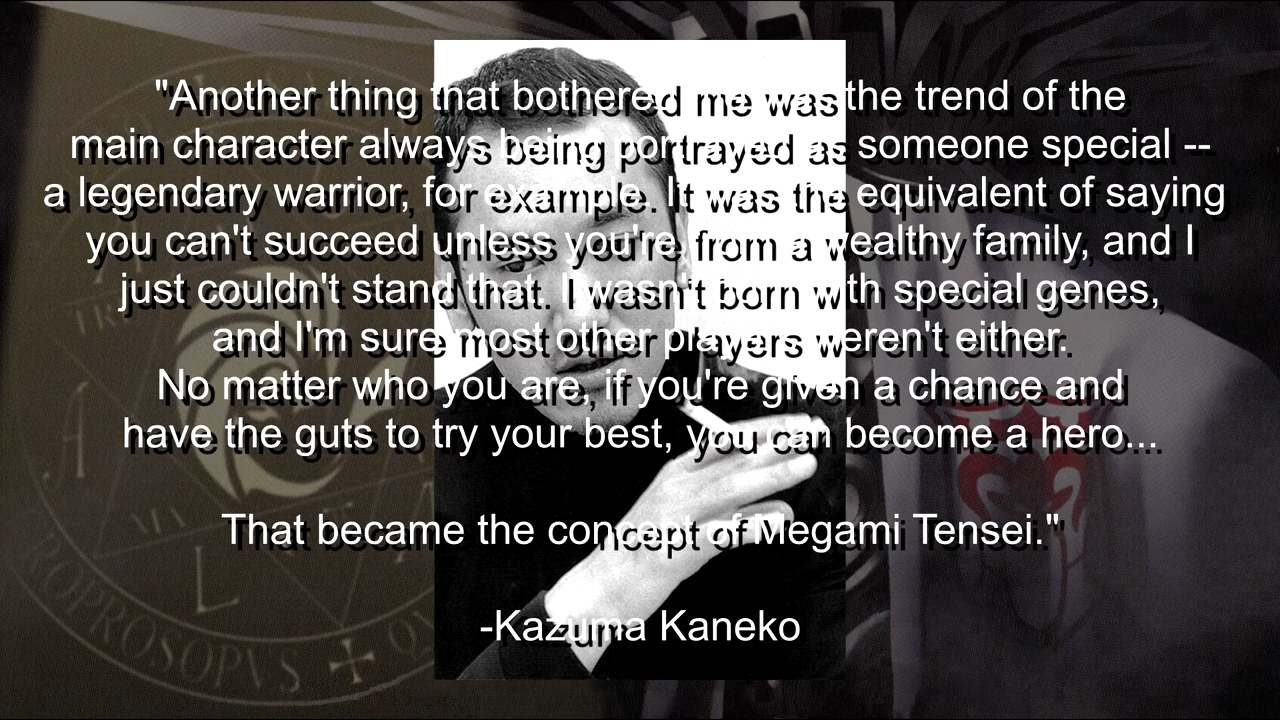 "Another thing that bothered me was the trend of the
main character always being portrayed as someone special --
a legendary warrior, for example. It was the equivalent of saying
you can't succeed unless you're from a wealthy family, and I
just couldn't stand that. I wasn't born with special genes,
and I'm sure most other players weren't either.
No matter who you are, if you're given a chance and
have the guts to try your best, you can become a hero...
That became the concept of Megami Tensei."
-Kazuma Kaneko